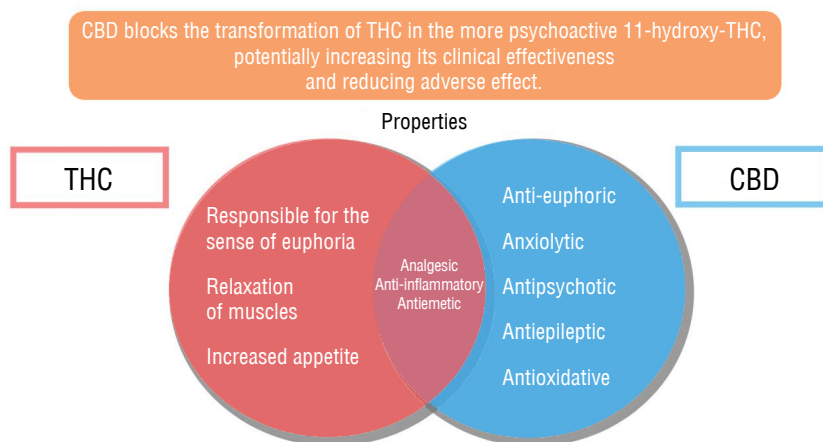 CBD blocks the transformation of THC in the more psychoactive 11-hydroxy-THC,
potentially increasing its clinical effectiveness
and reducing adverse effect.
Properties
THC
CBD
Responsible for the
sense of euphoria
Relaxation
of muscles
Increased appetite
Analgesic
Anti-inflammatory
Antiemetic
Anti-euphoric
Anxiolytic
Antipsychotic
Antiepileptic
Antioxidative